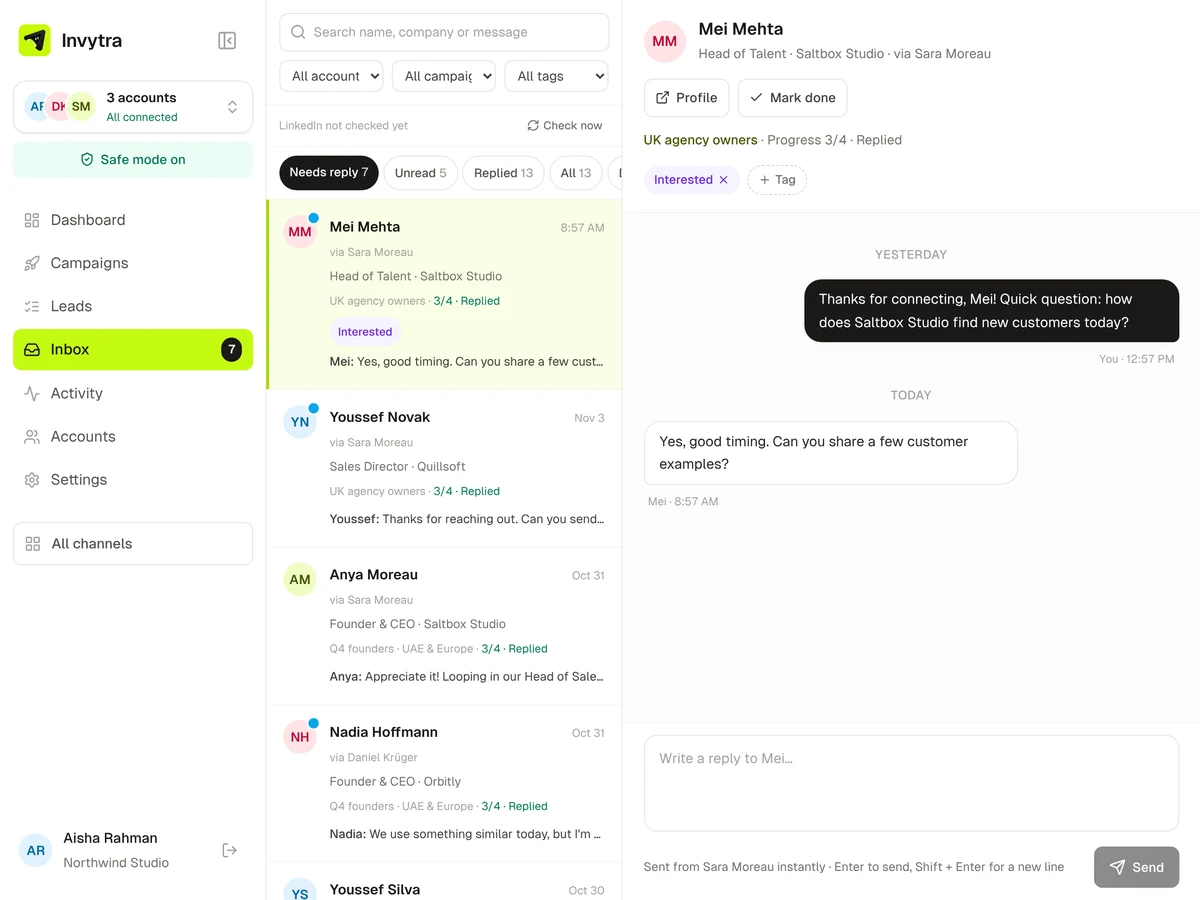 Invytra
AR DK SM
3 accounts
All connected
Safe mode on
Dashboard
Campaigns
Leads
Inbox 7
Activity
Accounts
Settings
All channels
AR
Aisha Rahman
Northwind Studio
Search name, company or message
All account
All campaig
All tags
LinkedIn not checked yet
Check now
Needs reply 7
Unread 5
Replied 13
All 13
MM
Mei Mehta 8:57 AM
via Sara Moreau
Head of Talent · Saltbox Studio
UK agency owners · 3/4 · Replied
Interested
Mei: Yes, good timing. Can you share a few cust...
YN
Youssef Novak Nov 3
via Sara Moreau
Sales Director · Quillsoft
UK agency owners · 3/4 · Replied
Youssef: Thanks for reaching out. Can you send...
AM
Anya Moreau Oct 31
via Sara Moreau
Founder & CEO · Saltbox Studio
Q4 founders · UAE & Europe · 3/4 · Replied
Anya: Appreciate it! Looping in our Head of Sale...
NH
Nadia Hoffmann Oct 31
via Daniel Krüger
Founder & CEO · Orbitly
Q4 founders · UAE & Europe · 3/4 · Replied
Nadia: We use something similar today, but I'm ...
YS
Youssef Silva Oct 30
MM
Mei Mehta
Head of Talent · Saltbox Studio · via Sara Moreau
Profile
Mark done
UK agency owners · Progress 3/4 · Replied
Interested ×
+ Tag
YESTERDAY
Thanks for connecting, Mei! Quick question: how
does Saltbox Studio find new customers today?
You · 12:57 PM
TODAY
Yes, good timing. Can you share a few customer
examples?
Mei · 8:57 AM
Write a reply to Mei...
Sent from Sara Moreau instantly · Enter to send, Shift + Enter for a new line
Send